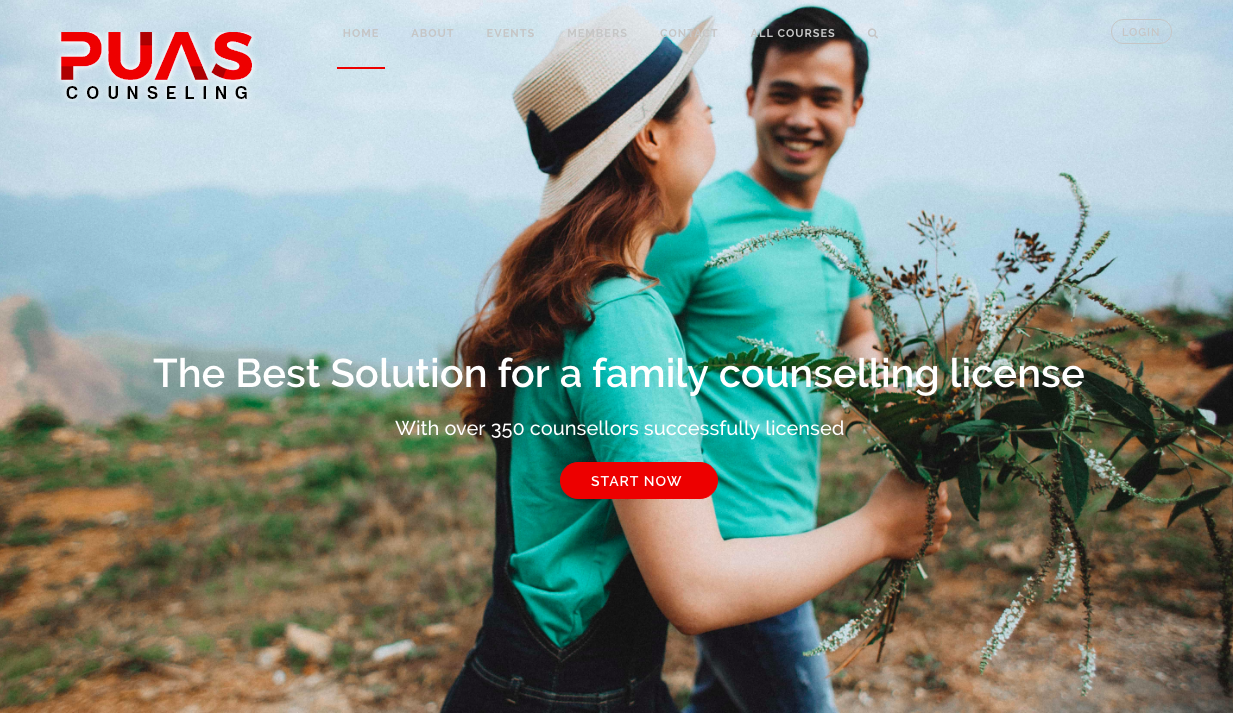 HOME ABOUT EVENTS MEMBERS CONTACT ALL COURSES LOGIN
PUAS
COUNSELING
The Best Solution for a family counselling license
With over 350 counsellors successfully licensed
START NOW